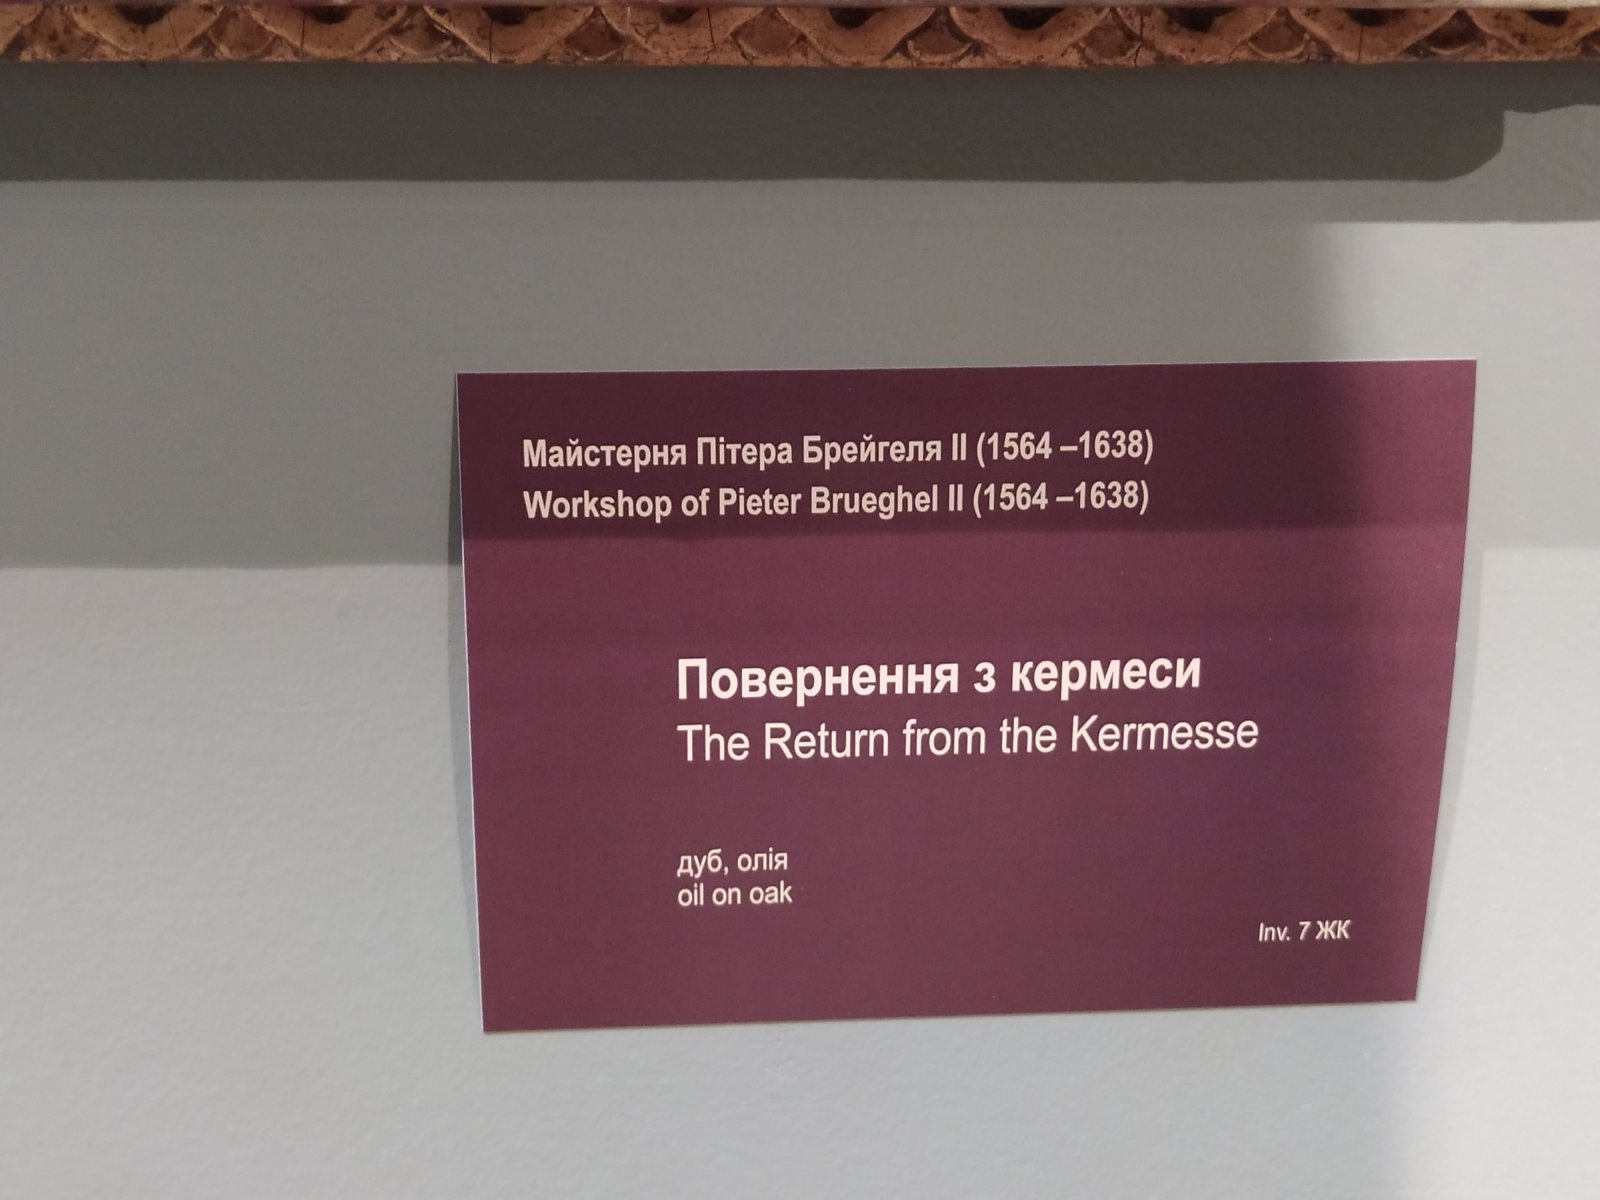 Майстерня Пітера Брейгеля II (1564 –1638)
Workshop of Pieter Brueghel II (1564 –1638)
Повернення з кермеси
The Return from the Kermesse
дуб, олія
oil on oak
Inv. 7 ЖК